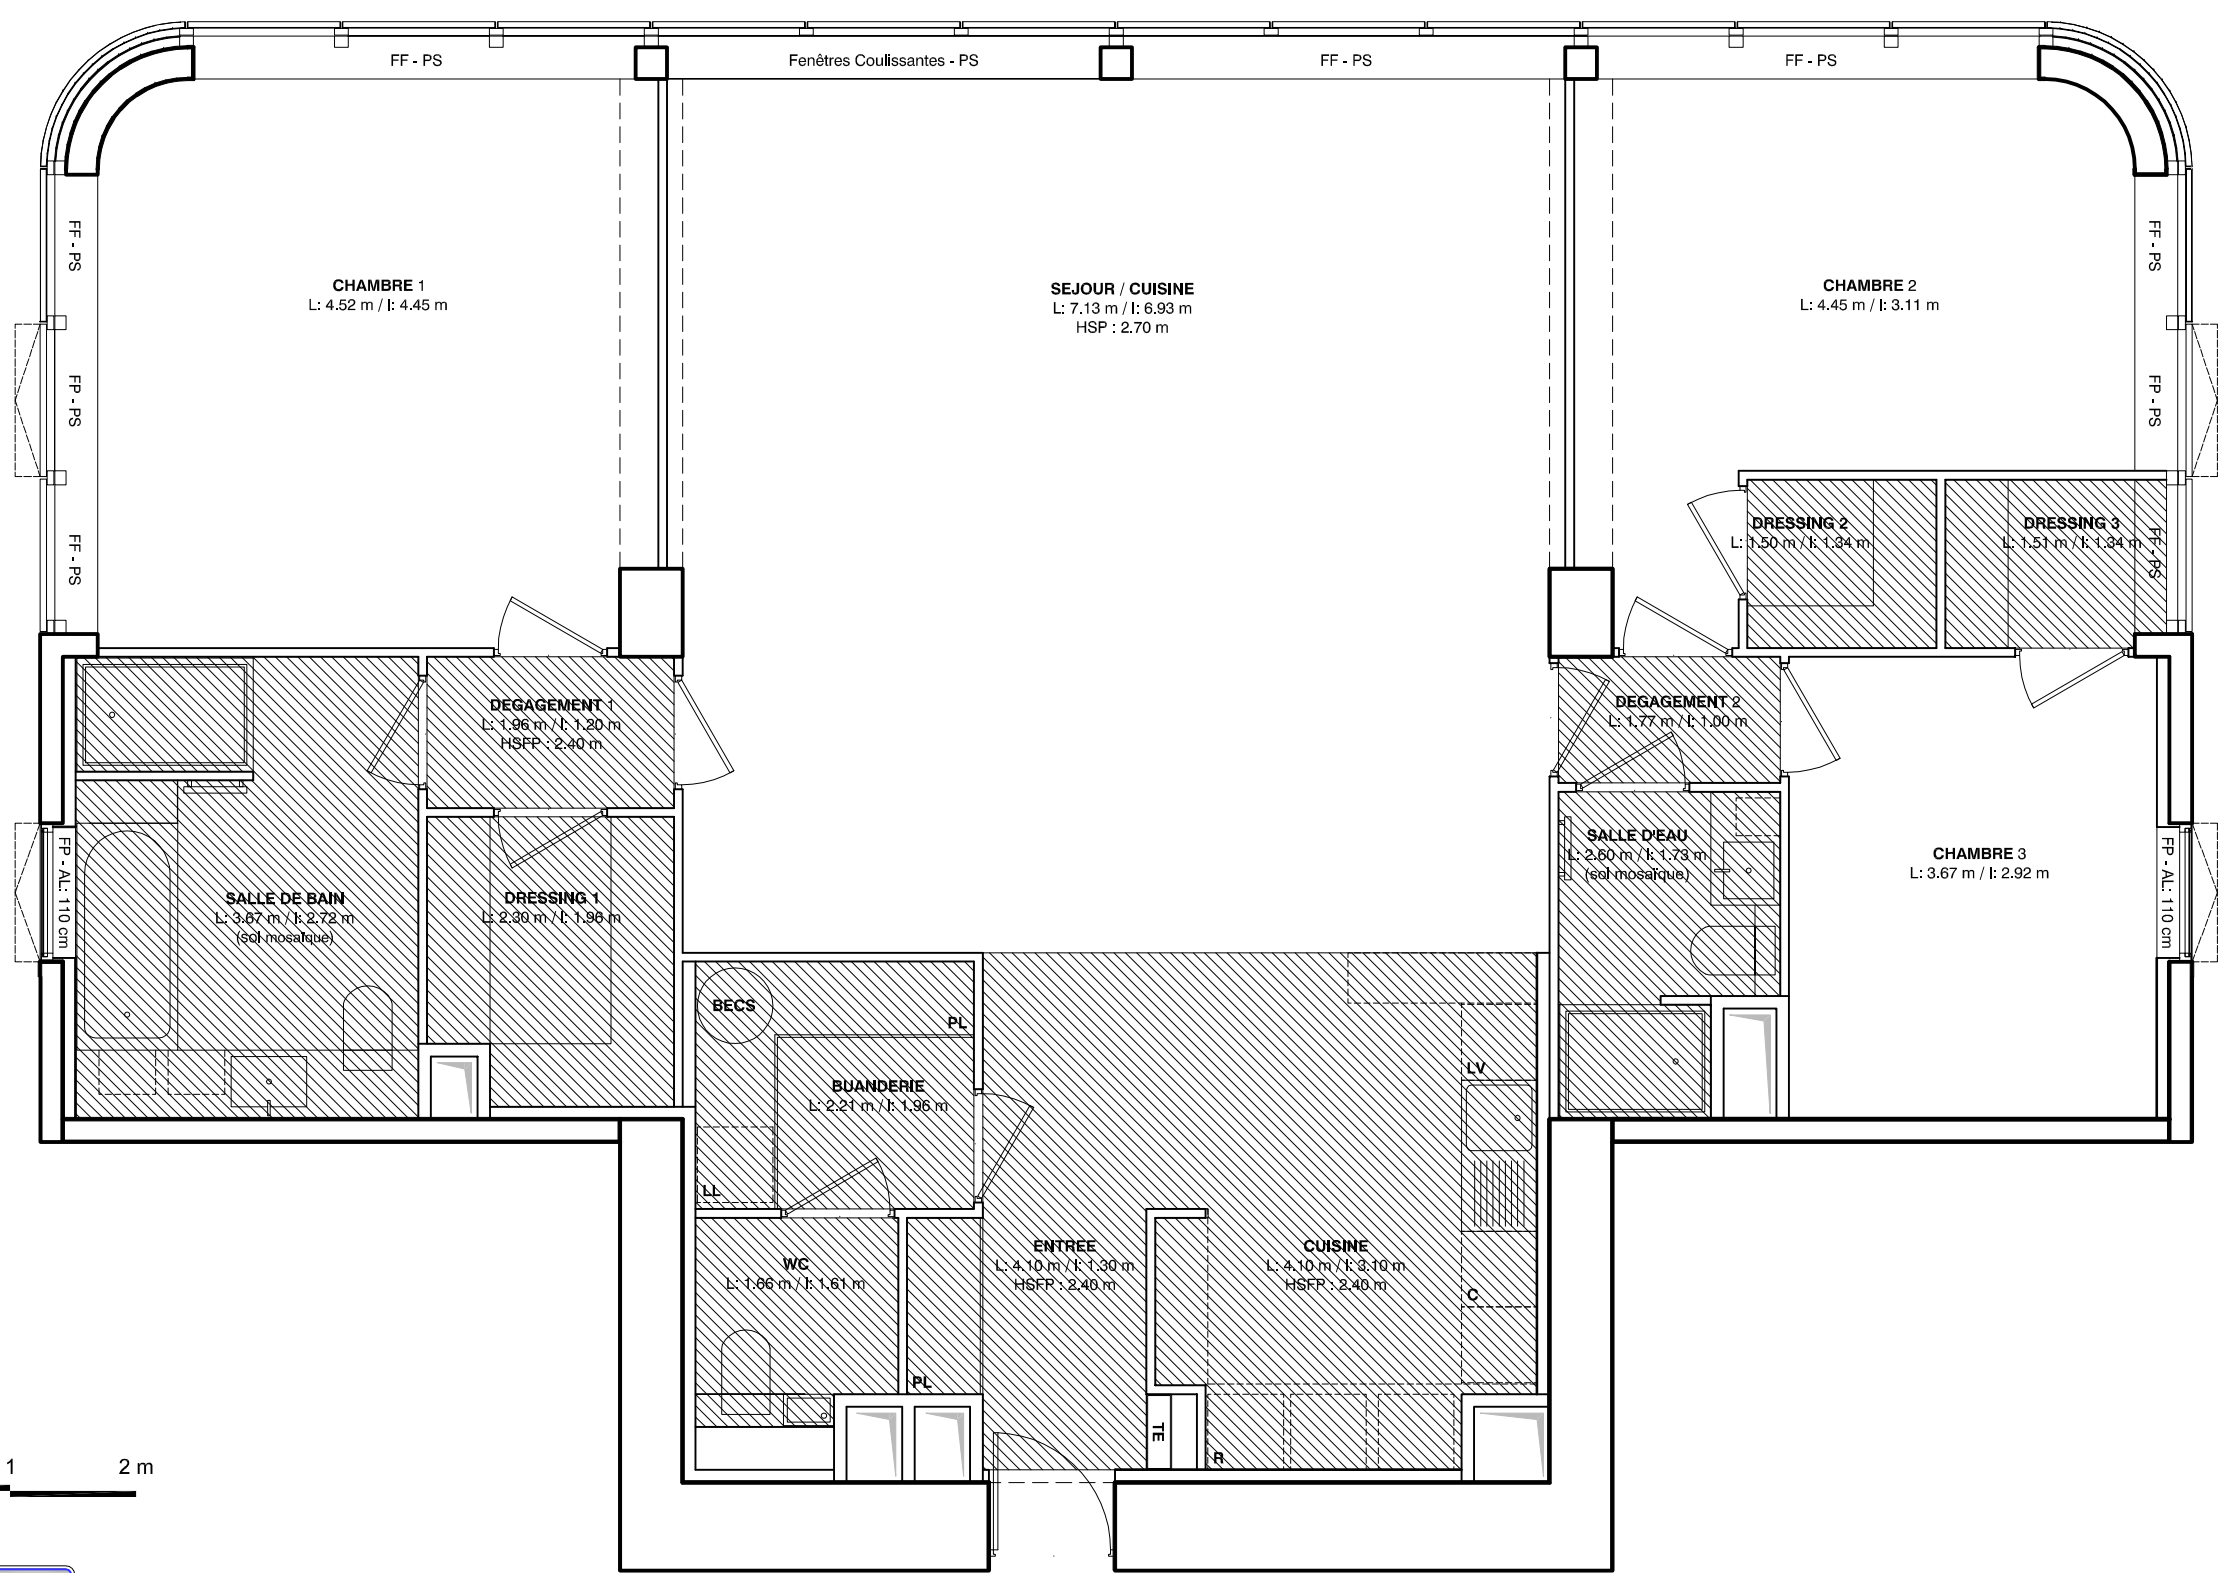 FF - PS
Fenêtres Coulissantes - PS
FF - PS
FF - PS
FF - PS
FP - PS
FF - PS
CHAMBRE 1
L: 4.52 m / l: 4.45 m
SEJOUR / CUISINE
L: 7.13 m / l: 6.93 m
HSP : 2.70 m
CHAMBRE 2
L: 4.45 m / l: 3.11 m
FF - PS
FP - PS
FF - PS
DRESSING 2
L: 1.50 m / l: 1.34 m
DRESSING 3
L: 1.51 m / l: 1.34 m
DEGAGEMENT 1
L: 1.96 m / l: 1.20 m
HSFP : 2.40 m
DEGAGEMENT 2
L: 1.77 m / l: 1.00 m
FP - AL: 110 cm
SALLE DE BAIN
L: 3.67 m / l: 2.72 m
(sol mosaïque)
DRESSING 1
L: 2.30 m / l: 1.96 m
SALLE D'EAU
L: 2.60 m / l: 1.73 m
(sol mosaïque)
CHAMBRE 3
L: 3.67 m / l: 2.92 m
FP - AL: 110 cm
BECS
PL
BUANDERIE
L: 2.21 m / l: 1.96 m
LL
LV
WC
L: 1.66 m / l: 1.61 m
PL
ENTREE
L: 4.10 m / l: 1.30 m
HSFP : 2.40 m
CUISINE
L: 4.10 m / l: 3.10 m
HSFP : 2.40 m
C
TE
R
1 2 m